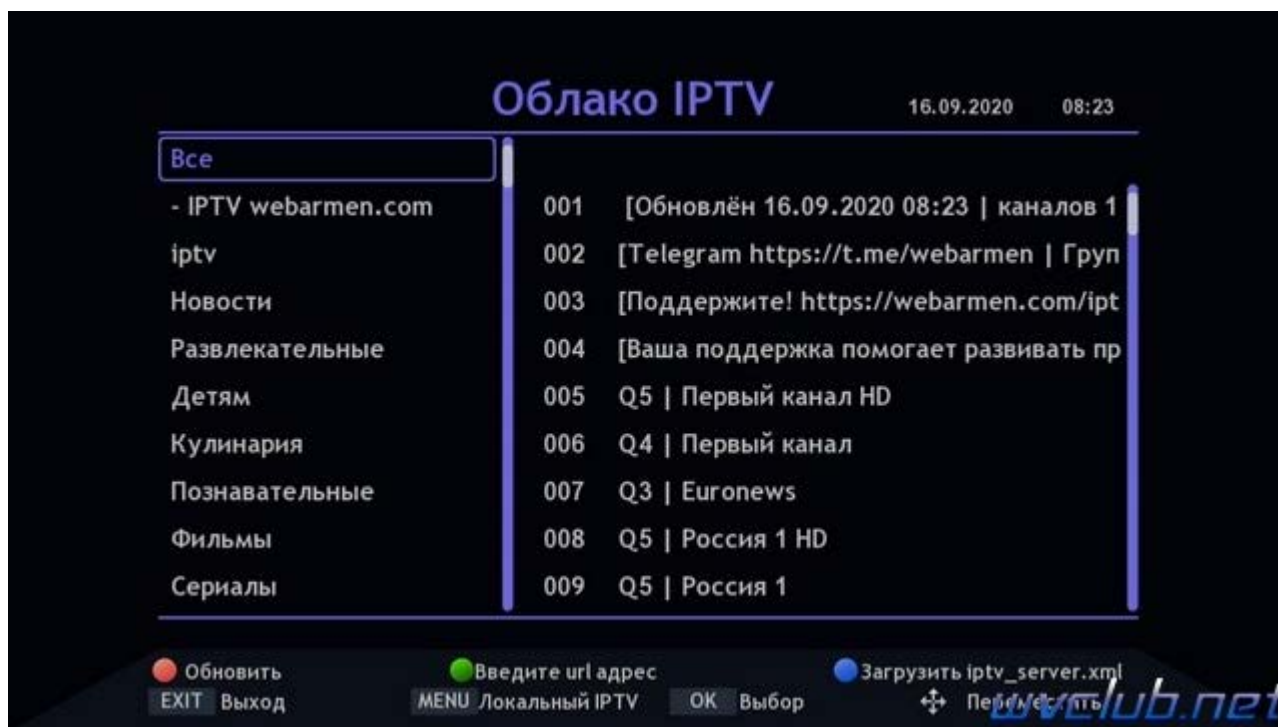 Облако IPTV 16.09.2020 08:23
Все
- IPTV webarmen.com
iptv
Новости
Развлекательные
Детям
Кулинария
Познавательные
Фильмы
Сериалы
001 [Обновлён 16.09.2020 08:23 | каналов 1
002 [Telegram https://t.me/webarmen | Груп
003 [Поддержите! https://webarmen.com/ipt
004 [Ваша поддержка помогает развивать пр
005 Q5 | Первый канал HD
006 Q4 | Первый канал
007 Q3 | Euronews
008 Q5 | Россия 1 HD
009 Q5 | Россия 1
Обновить Введите url адрес Загрузить iptv_server.xml
EXIT Выход MENU Локальный IPTV OK Выбор Переместить
wvclub.net